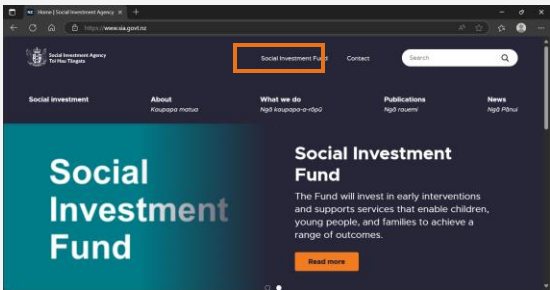 Home | Social Investment Agency
https://www.sia.govt.nz
Social Investment Agency
Toi Hau Tāngata
Social Investment Fund
Contact
Search
Social investment
About
Kaupapa matua
What we do
Ngā kaupapa-a-rōpū
Publications
Ngā rauemi
News
Ngā Pānui
Social
Investment
Fund
Social Investment
Fund
The Fund will invest in early interventions
and supports services that enable children,
young people, and families to achieve a
range of outcomes.
Read more